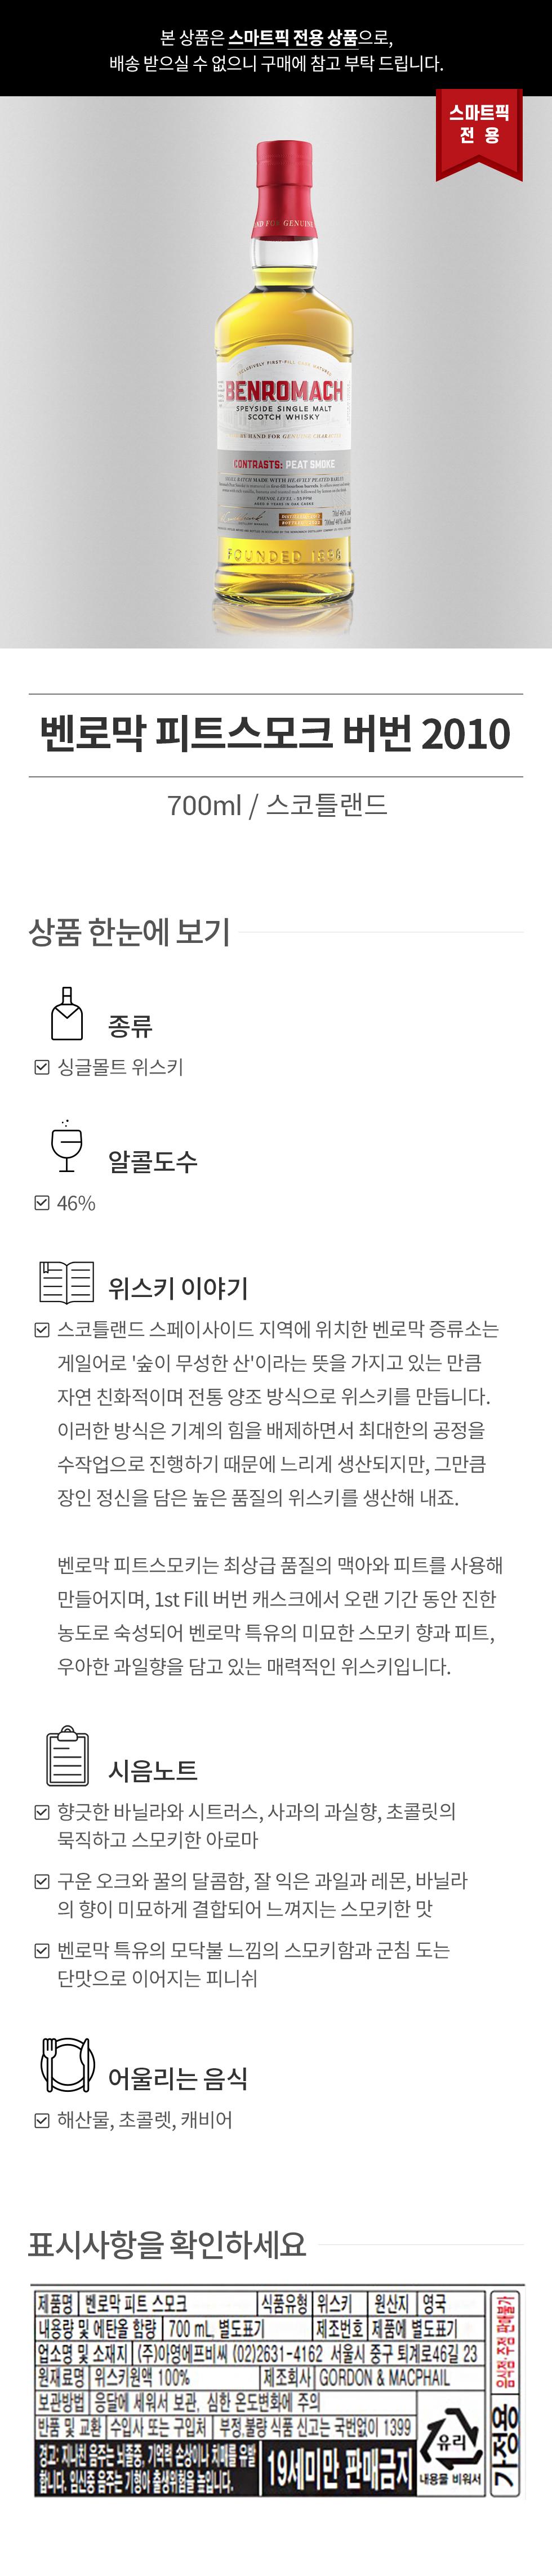 본 상품은 스마트픽 전용 상품으로,
배송 받으실 수 없으니 구매에 참고 부탁 드립니다.
스마트픽
전 용
BENROMACH
SPEYSIDE SINGLE MALT
SCOTCH WHISKY
CONTRASTS: PEAT SMOKE
FOUNDED 1898
벤로막 피트스모크 버번 2010
700ml / 스코틀랜드
상품 한눈에 보기
종류
싱글몰트 위스키
알콜도수
46%
위스키 이야기
스코틀랜드 스페이사이드 지역에 위치한 벤로막 증류소는
게일어로 '숲이 무성한 산'이라는 뜻을 가지고 있는 만큼
자연 친화적이며 전통 양조 방식으로 위스키를 만듭니다.
이러한 방식은 기계의 힘을 배제하면서 최대한의 공정을
수작업으로 진행하기 때문에 느리게 생산되지만, 그만큼
장인 정신을 담은 높은 품질의 위스키를 생산해 내죠.
벤로막 피트스모키는 최상급 품질의 맥아와 피트를 사용해
만들어지며, 1st Fill 버번 캐스크에서 오랜 기간 동안 진한
농도로 숙성되어 벤로막 특유의 미묘한 스모키 향과 피트,
우아한 과일향을 담고 있는 매력적인 위스키입니다.
시음노트
향긋한 바닐라와 시트러스, 사과의 과실향, 초콜릿의
묵직하고 스모키한 아로마
구운 오크와 꿀의 달콤함, 잘 익은 과일과 레몬, 바닐라
의 향이 미묘하게 결합되어 느껴지는 스모키한 맛
벤로막 특유의 모닥불 느낌의 스모키함과 군침 도는
단맛으로 이어지는 피니쉬
어울리는 음식
해산물, 초콜렛, 캐비어
표시사항을 확인하세요
제품명 벤로막 피트 스모크 식품유형 위스키 원산지 영국
내용량 및 에탄올 함량 700 mL, 별도표기 제조번호 제품에 별도표기
업소명 및 소재지 (주)아영에프비씨 (02)2631-4162 서울시 중구 퇴계로46길 23
원재료명 위스키원액 100% 제조회사 GORDON & MACPHAIL
보관방법 응달에 세워서 보관, 심한 온도변화에 주의
반품 및 교환 수입사 또는 구입처 부정,불량 식품 신고는 국번없이 1399
경고: 지나친 음주는 뇌졸중, 기억력 손상이나 치매를 유발
합니다. 임신중 음주는 기형아 출생위험을 높입니다.
19세미만 판매금지
유리
내용물 비워서
음식점·주점 판매불가
가정용